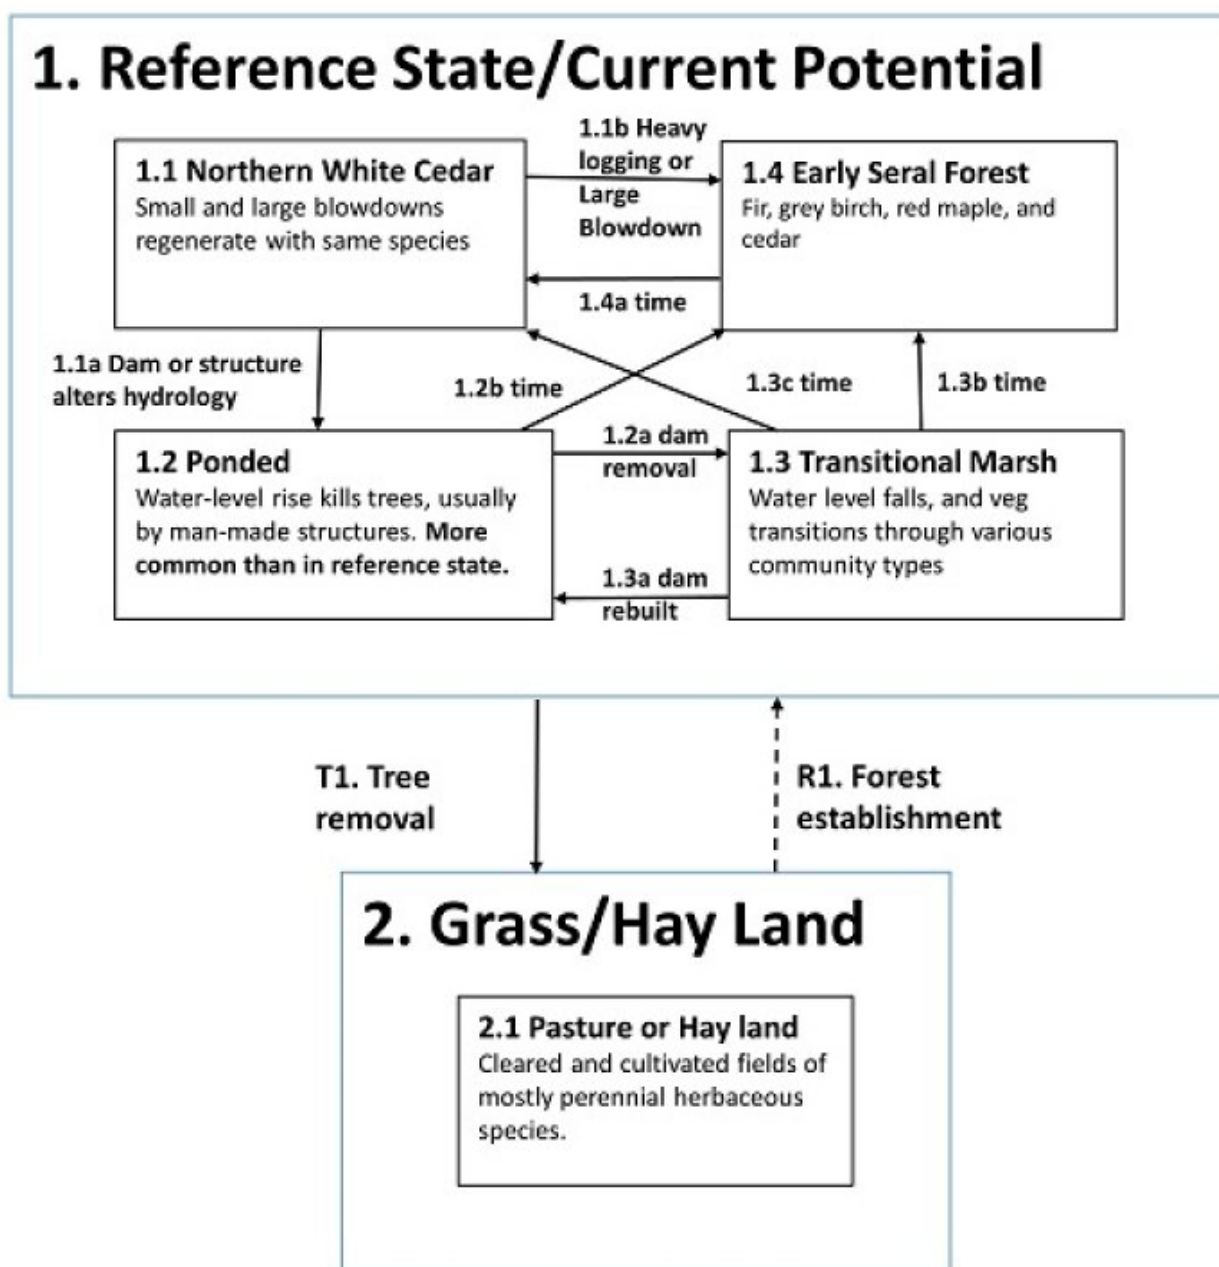 1. Reference State/Current Potential
1.1 Northern White Cedar
Small and large blowdowns
regenerate with same species
1.1b Heavy
logging or
Large
Blowdown
1.4 Early Seral Forest
Fir, grey birch, red maple, and
cedar
1.4a time
1.1a Dam or structure
alters hydrology
1.2b time
1.3c time
1.3b time
1.2 Ponded
Water-level rise kills trees, usually
by man-made structures. More
common than in reference state.
1.2a dam
removal
1.3a dam
rebuilt
1.3 Transitional Marsh
Water level falls, and veg
transitions through various
community types
T1. Tree
removal
R1. Forest
establishment
2. Grass/Hay Land
2.1 Pasture or Hay land
Cleared and cultivated fields of
mostly perennial herbaceous
species.